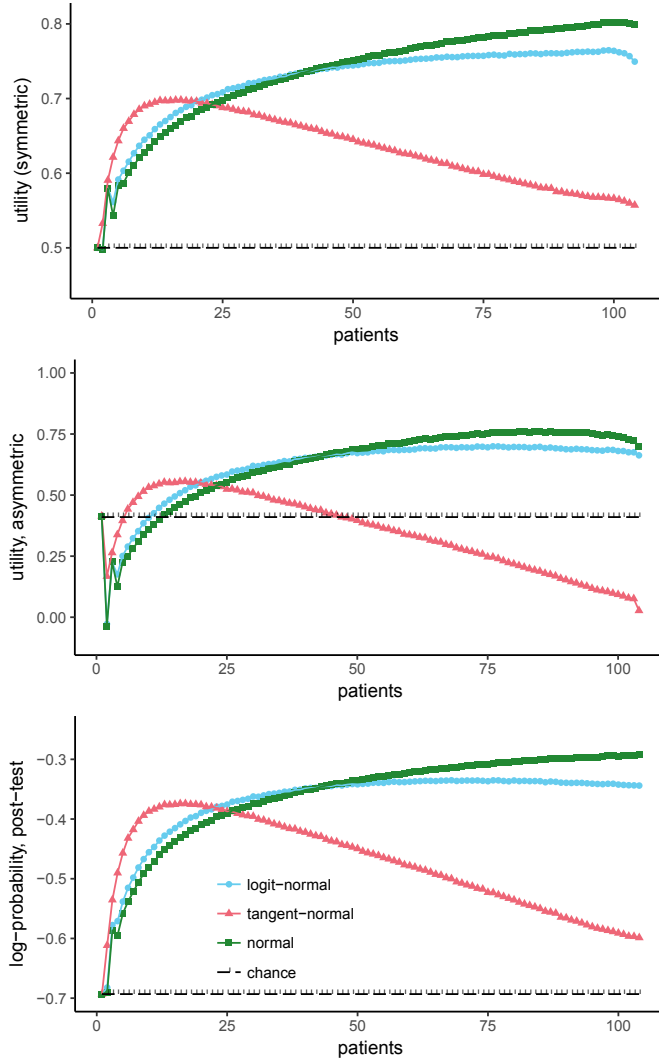 utility (symmetric)
0.8
0.7
0.6
0.5
0
25
50
75
100
patients
utility, asymmetric
1.00
0.75
0.50
0.25
0.00
0
25
50
75
100
patients
log−probability, post−test
−0.3
−0.4
−0.5
−0.6
−0.7
logit−normal
tangent−normal
normal
chance
0
25
50
75
100
patients